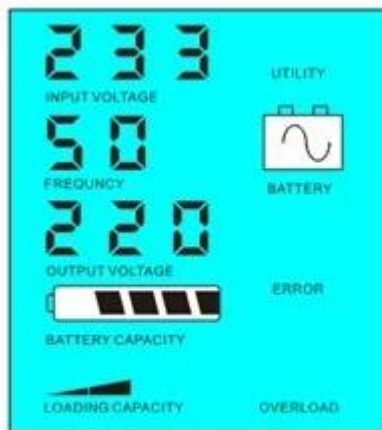 233
INPUT VOLTAGE
UTILITY
50
FREQUNCY
BATTERY
220
OUTPUT VOLTAGE
ERROR
BATTERY CAPACITY
LOADING CAPACITY
OVERLOAD